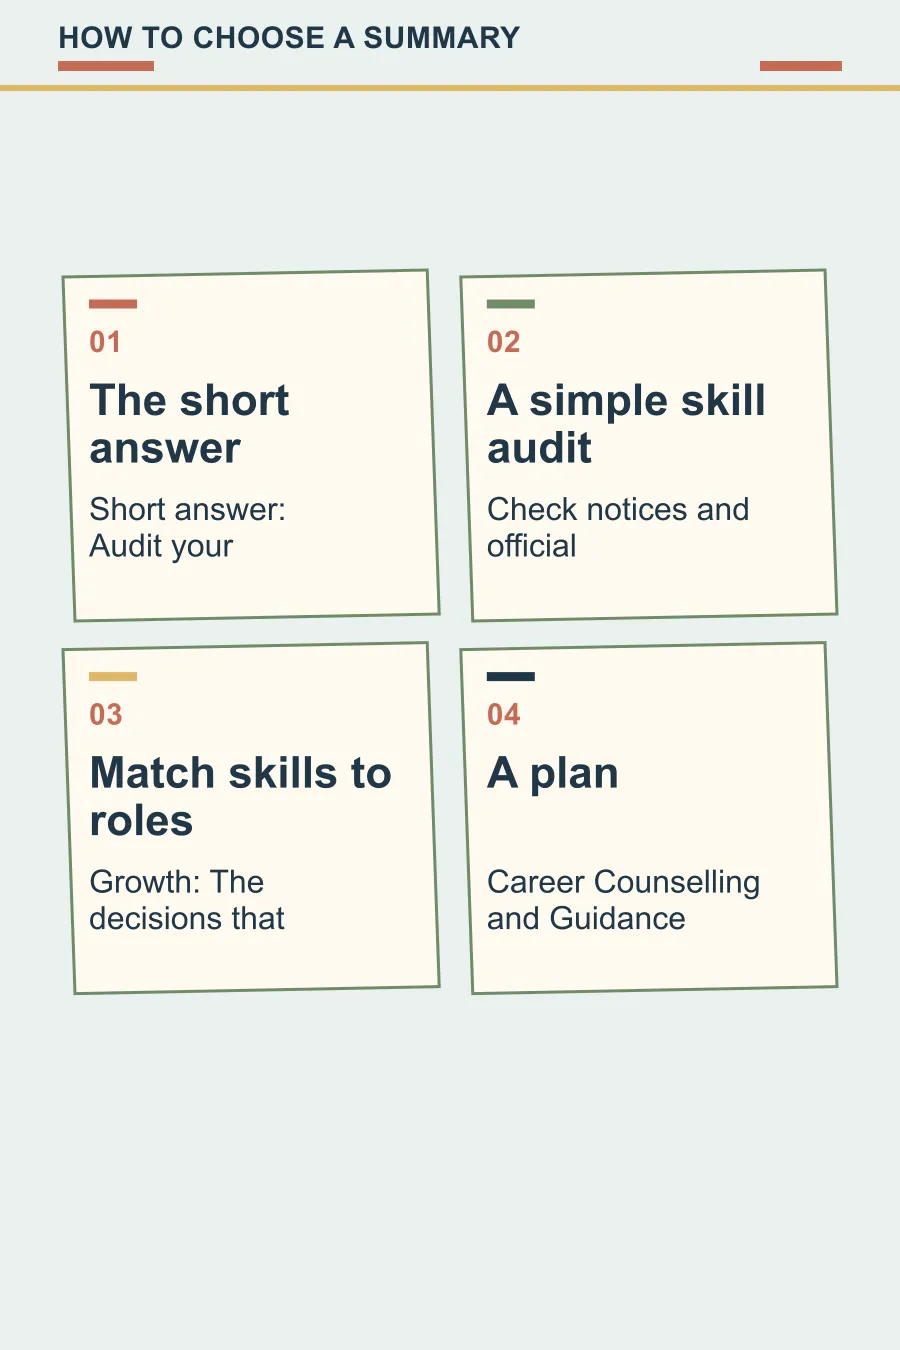 HOW TO CHOOSE A SUMMARY
01
The short
answer
Short answer:
Audit your
02
A simple skill
audit
Check notices and
official
03
Match skills to
roles
Growth: The
decisions that
04
A plan
Career Counselling
and Guidance